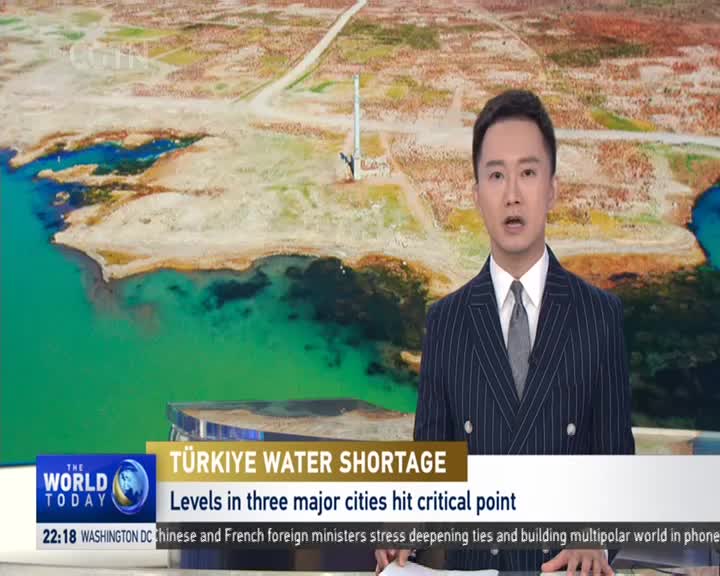 CGTN
TÜRKIYE WATER SHORTAGE
THE
WORLD
TODAY
Levels in three major cities hit critical point
22:18 WASHINGTON DC
Chinese and French foreign ministers stress deepening ties and building multipolar world in phone